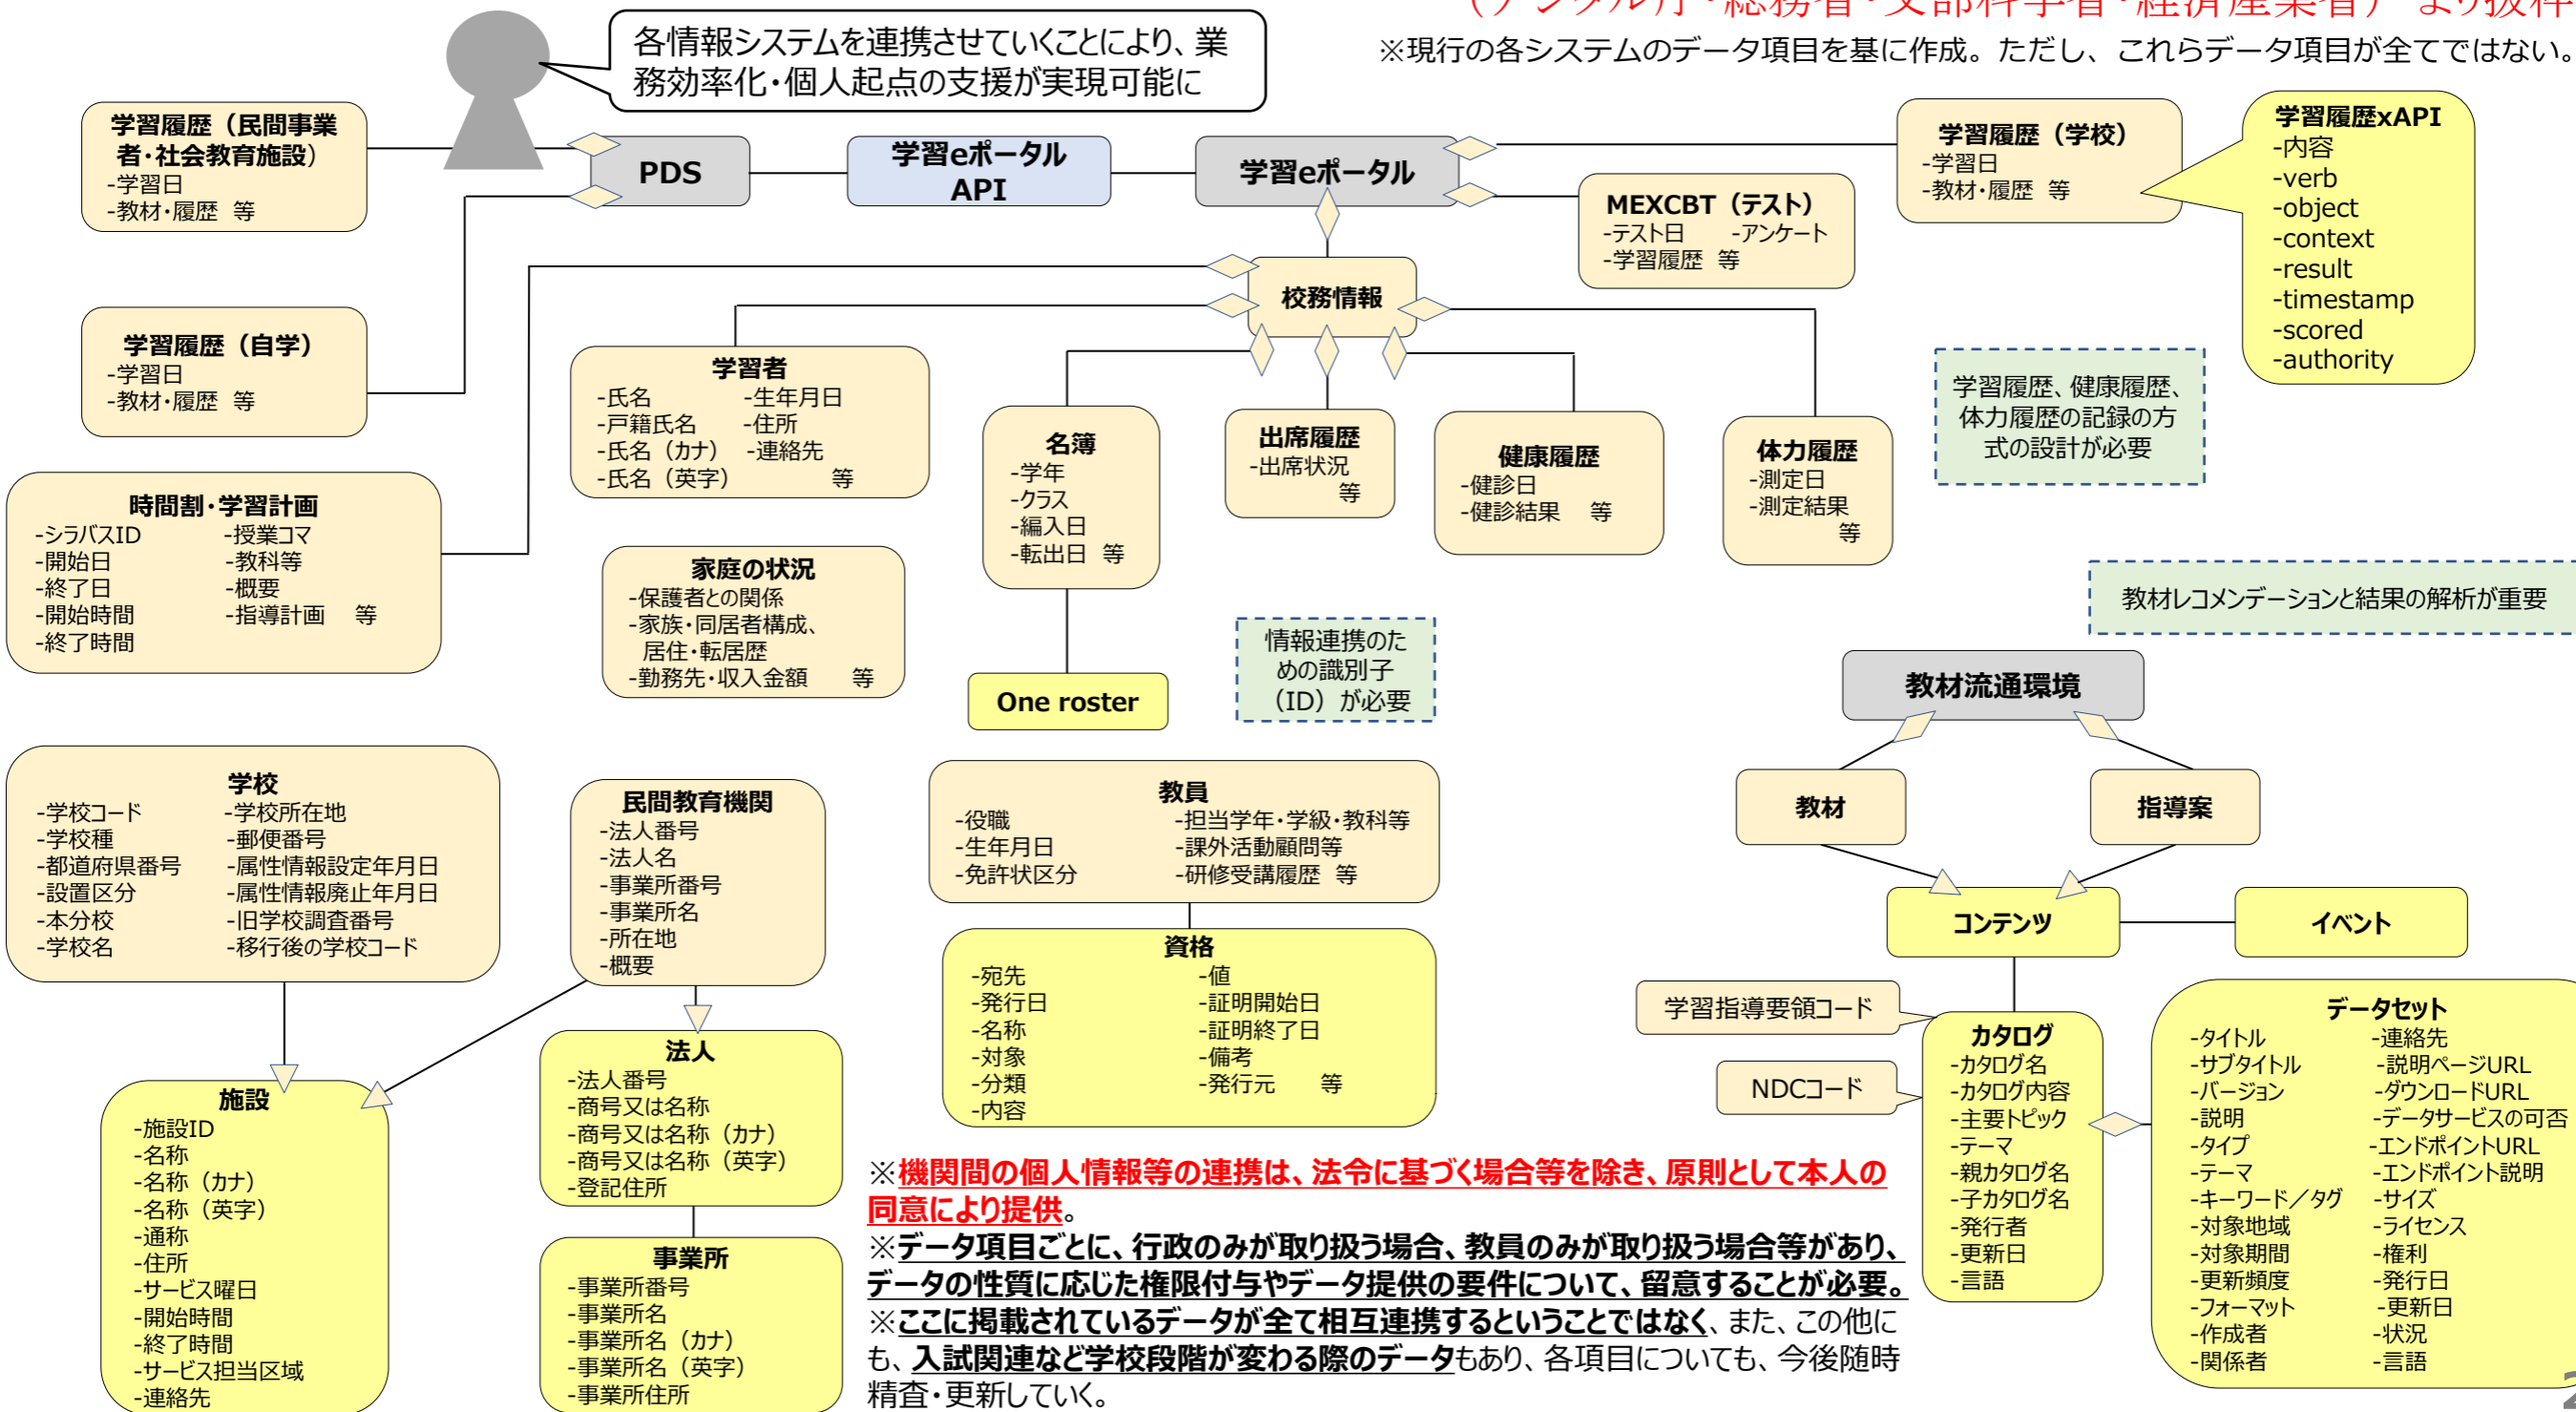 (デジタル庁・総務省・文部科学省・経済産業省)より抜粋
※現行の各システムのデータ項目を基に作成。ただし、これらデータ項目が全てではない。
各情報システムを連携させていくことにより、業
務効率化・個人起点の支援が実現可能に
学習履歴(民間事業
者・社会教育施設)
-学習日
-教材・履歴 等
PDS
学習eポータル
API
学習eポータル
学習履歴(学校)
-学習日
-教材・履歴 等
学習履歴xAPI
-内容
-verb
-object
-context
-result
-timestamp
-scored
-authority
MEXCBT(テスト)
-テスト日 -アンケート
-学習履歴 等
校務情報
学習履歴(自学)
-学習日
-教材・履歴 等
学習者
-氏名 -生年月日
-戸籍氏名 -住所
-氏名(カナ) -連絡先
-氏名(英字) 等
名簿
-学年
-クラス
-編入日
-転出日 等
出席履歴
-出席状況
等
健康履歴
-健診日
-健診結果 等
体力履歴
-測定日
-測定結果
等
学習履歴、健康履歴、
体力履歴の記録の方
式の設計が必要
時間割・学習計画
-シラバスID -授業コマ
-開始日 -教科等
-終了日 -概要
-開始時間 -指導計画 等
-終了時間
家庭の状況
-保護者との関係
-家族・同居者構成、
居住・転居歴
-勤務先・収入金額 等
One roster
情報連携のた
めの識別子
(ID)が必要
教材レコメンデーションと結果の解析が重要
教材流通環境
教材
指導案
コンテンツ
イベント
学校
-学校コード -学校所在地
-学校種 -郵便番号
-都道府県番号 -属性情報設定年月日
-設置区分 -属性情報廃止年月日
-本分校 -旧学校調査番号
-学校名 -移行後の学校コード
民間教育機関
-法人番号
-法人名
-事業所番号
-事業所名
-所在地
-概要
教員
-役職 -担当学年・学級・教科等
-生年月日 -課外活動顧問等
-免許状区分 -研修受講履歴 等
資格
-宛先 -値
-発行日 -証明開始日
-名称 -証明終了日
-対象 -備考
-分類 -発行元 等
-内容
学習指導要領コード
NDCコード
カタログ
-カタログ名
-カタログ内容
-主要トピック
-テーマ
-親カタログ名
-子カタログ名
-発行者
-更新日
-言語
データセット
-タイトル -連絡先
-サブタイトル -説明ページURL
-バージョン -ダウンロードURL
-説明 -データサービスの可否
-タイプ -エンドポイントURL
-テーマ -エンドポイント説明
-キーワード/タグ -サイズ
-対象地域 -ライセンス
-対象期間 -権利
-更新頻度 -発行日
-フォーマット -更新日
-作成者 -状況
-関係者 -言語
施設
-施設ID
-名称
-名称(カナ)
-名称(英字)
-通称
-住所
-サービス曜日
-開始時間
-終了時間
-サービス担当区域
-連絡先
法人
-法人番号
-商号又は名称
-商号又は名称(カナ)
-商号又は名称(英字)
-登記住所
事業所
-事業所番号
-事業所名
-事業所名(カナ)
-事業所名(英字)
-事業所住所
※機関間の個人情報等の連携は、法令に基づく場合等を除き、原則として本人の
同意により提供。
※データ項目ごとに、行政のみが取り扱う場合、教員のみが取り扱う場合等があり、
データの性質に応じた権限付与やデータ提供の要件について、留意することが必要。
※ここに掲載されているデータが全て相互連携するということではなく、また、この他に
も、入試関連など学校段階が変わる際のデータもあり、各項目についても、今後随時
精査・更新していく。